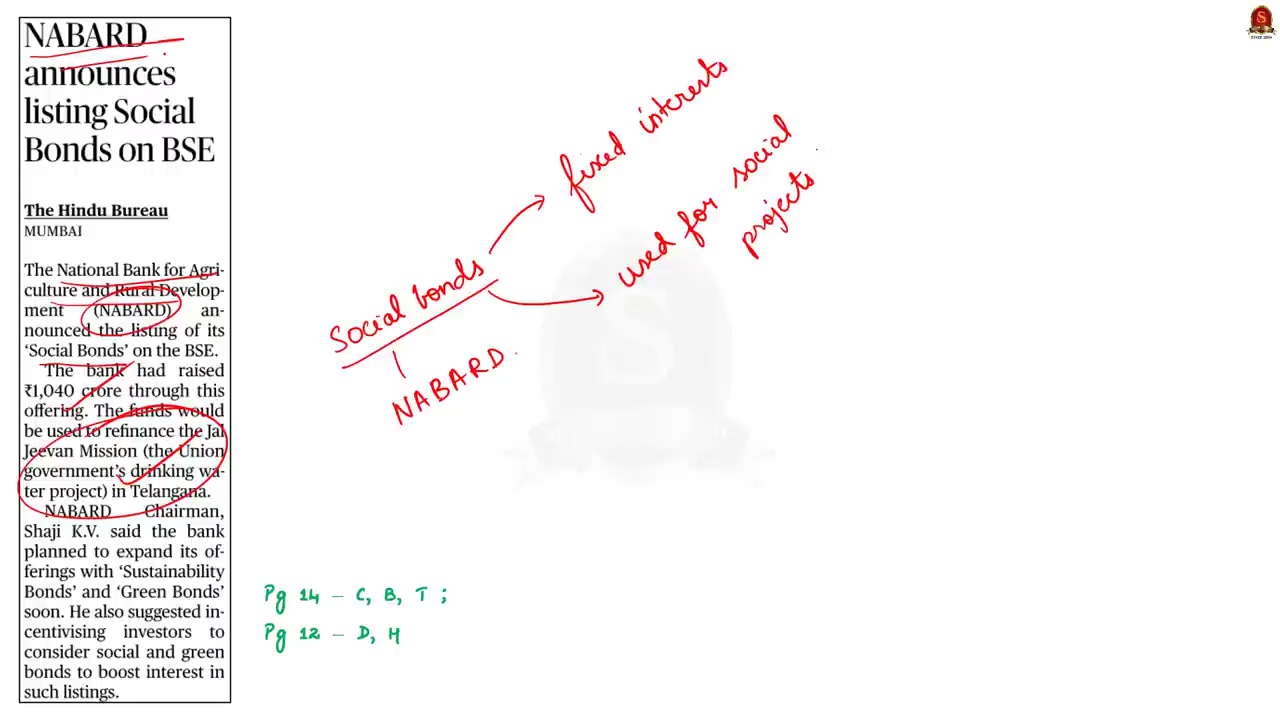 NABARD
announces
listing Social
Bonds on BSE
The Hindu Bureau
MUMBAI
The National Bank for Agri-
culture and Rural Develop-
ment (NABARD) an-
nounced the listing of its
‘Social Bonds’ on the BSE.
The bank had raised
₹1,040 crore through this
offering. The funds would
be used to refinance the Jal
Jeevan Mission (the Union
government’s drinking wa-
ter project) in Telangana.
NABARD Chairman,
Shaji K.V. said the bank
planned to expand its of-
ferings with ‘Sustainability
Bonds’ and ‘Green Bonds’
soon. He also suggested in-
centivising investors to
consider social and green
bonds to boost interest in
such listings.
Social bonds
fixed interests
used for social
projects
NABARD
Pg 14 – C, B, T ;
Pg 12 – D, H
S